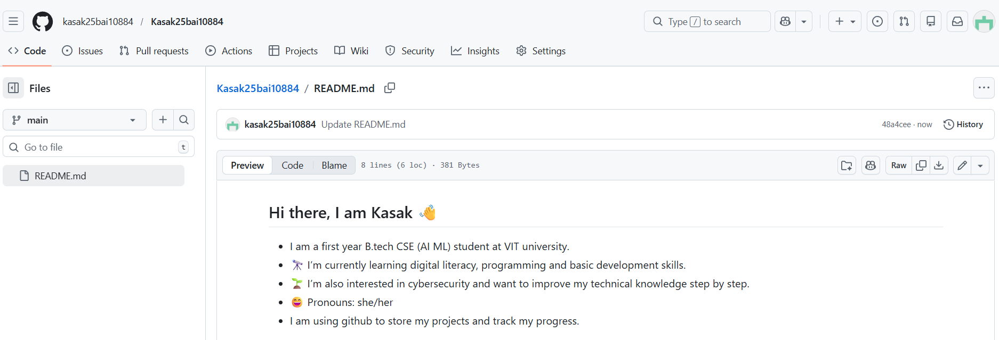 kasak25bai10884 / Kasak25bai10884
Type / to search
Code Issues Pull requests Actions Projects Wiki Security Insights Settings
Files
Kasak25bai10884 / README.md
main
kasak25bai10884 Update README.md 48a4cee · now History
Go to file t
Preview Code Blame 8 lines (6 loc) · 381 Bytes Raw
README.md
Hi there, I am Kasak 👋
• I am a first year B.tech CSE (AI ML) student at VIT university.
• 🔭 I’m currently learning digital literacy, programming and basic development skills.
• 🌱 I’m also interested in cybersecurity and want to improve my technical knowledge step by step.
• 😄 Pronouns: she/her
• I am using github to store my projects and track my progress.